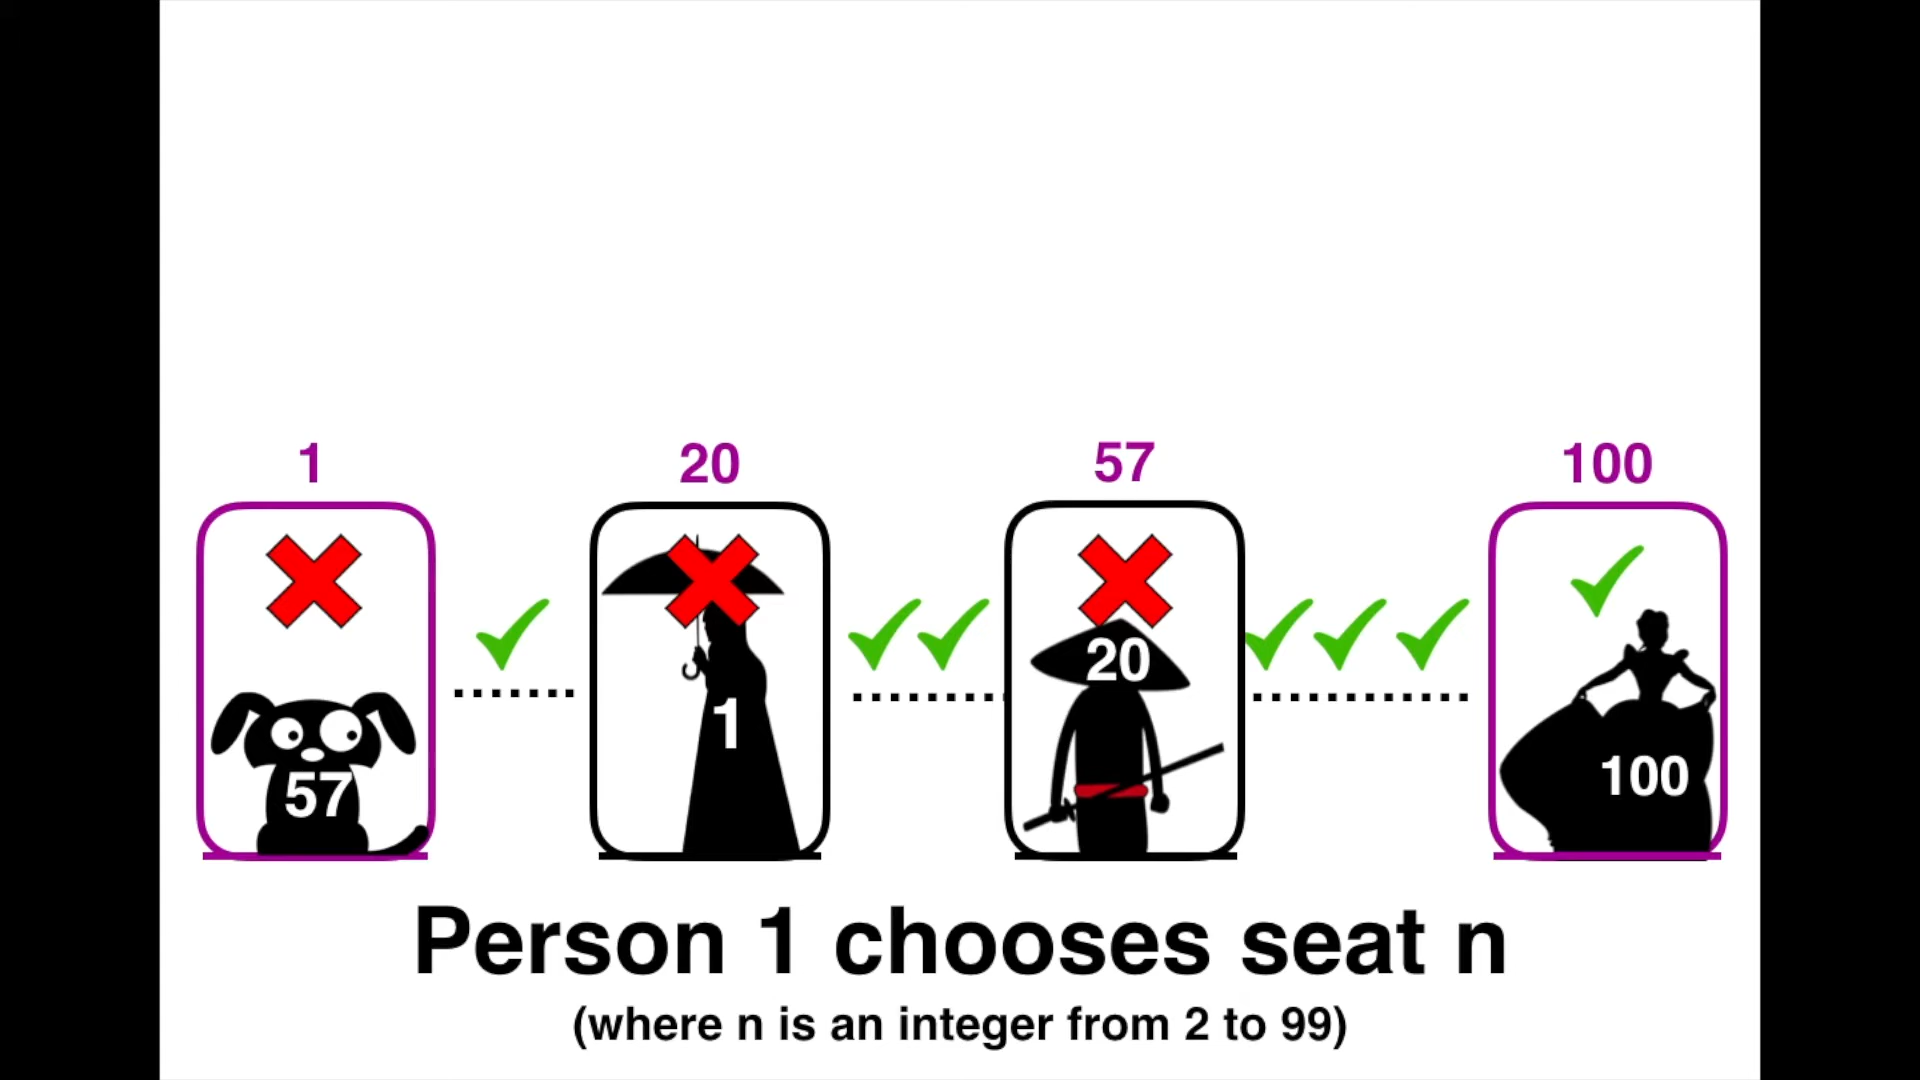 1 20 57 100
57 1 20 100
Person 1 chooses seat n
(where n is an integer from 2 to 99)